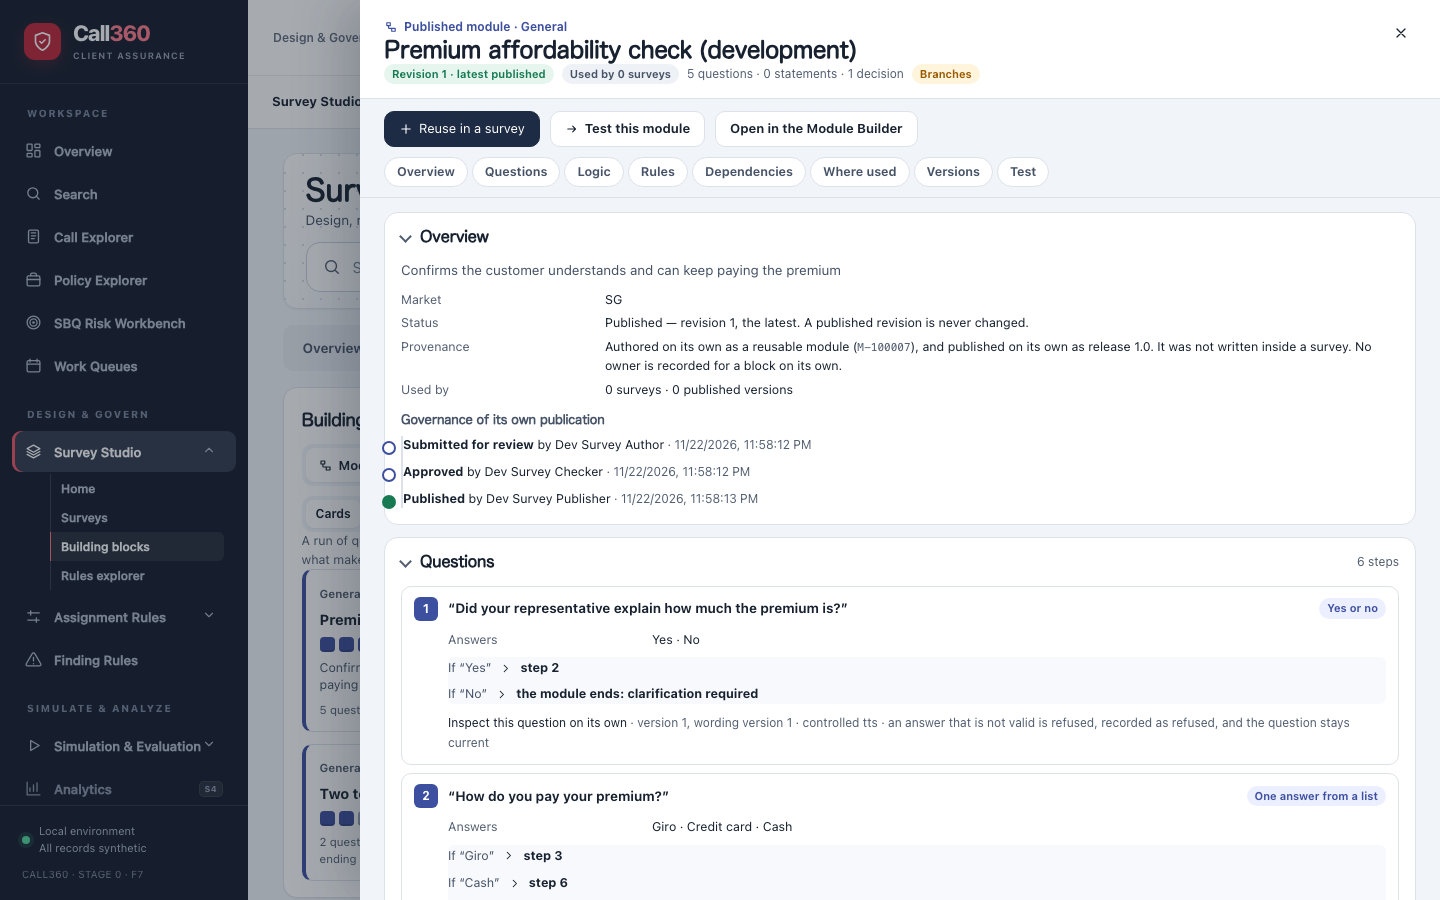 Call360
CLIENT ASSURANCE
WORKSPACE
Overview
Search
Call Explorer
Policy Explorer
SBQ Risk Workbench
Work Queues
DESIGN & GOVERN
Survey Studio
Home
Surveys
Building blocks
Rules explorer
Assignment Rules
Finding Rules
SIMULATE & ANALYZE
Simulation & Evaluation
Analytics
S4
Local environment
All records synthetic
CALL360 · STAGE 0 · F7
Survey Studio
Overview
Building
Cards
A run of
what make
paying
5 quest
Two t
2 quest
ending
Published module · General
Premium affordability check (development)
Revision 1 · latest published
Used by 0 surveys
5 questions · 0 statements · 1 decision
Branches
Reuse in a survey
Test this module
Open in the Module Builder
Overview
Questions
Logic
Rules
Dependencies
Where used
Versions
Test
Overview
Confirms the customer understands and can keep paying the premium
Market
SG
Status
Published — revision 1, the latest. A published revision is never changed.
Provenance
Authored on its own as a reusable module (M-100007), and published on its own as release 1.0. It was not written inside a survey. No
owner is recorded for a block on its own.
Used by
0 surveys · 0 published versions
Governance of its own publication
Submitted for review by Dev Survey Author · 11/22/2026, 11:58:12 PM
Approved by Dev Survey Checker · 11/22/2026, 11:58:12 PM
Published by Dev Survey Publisher · 11/22/2026, 11:58:13 PM
Questions
6 steps
1
“Did your representative explain how much the premium is?”
Yes or no
Answers
Yes · No
If “Yes” > step 2
If “No” > the module ends: clarification required
Inspect this question on its own · version 1, wording version 1 · controlled tts · an answer that is not valid is refused, recorded as refused, and the question stays
current
2
“How do you pay your premium?”
One answer from a list
Answers
Giro · Credit card · Cash
If “Giro” > step 3
If “Cash” > step 6